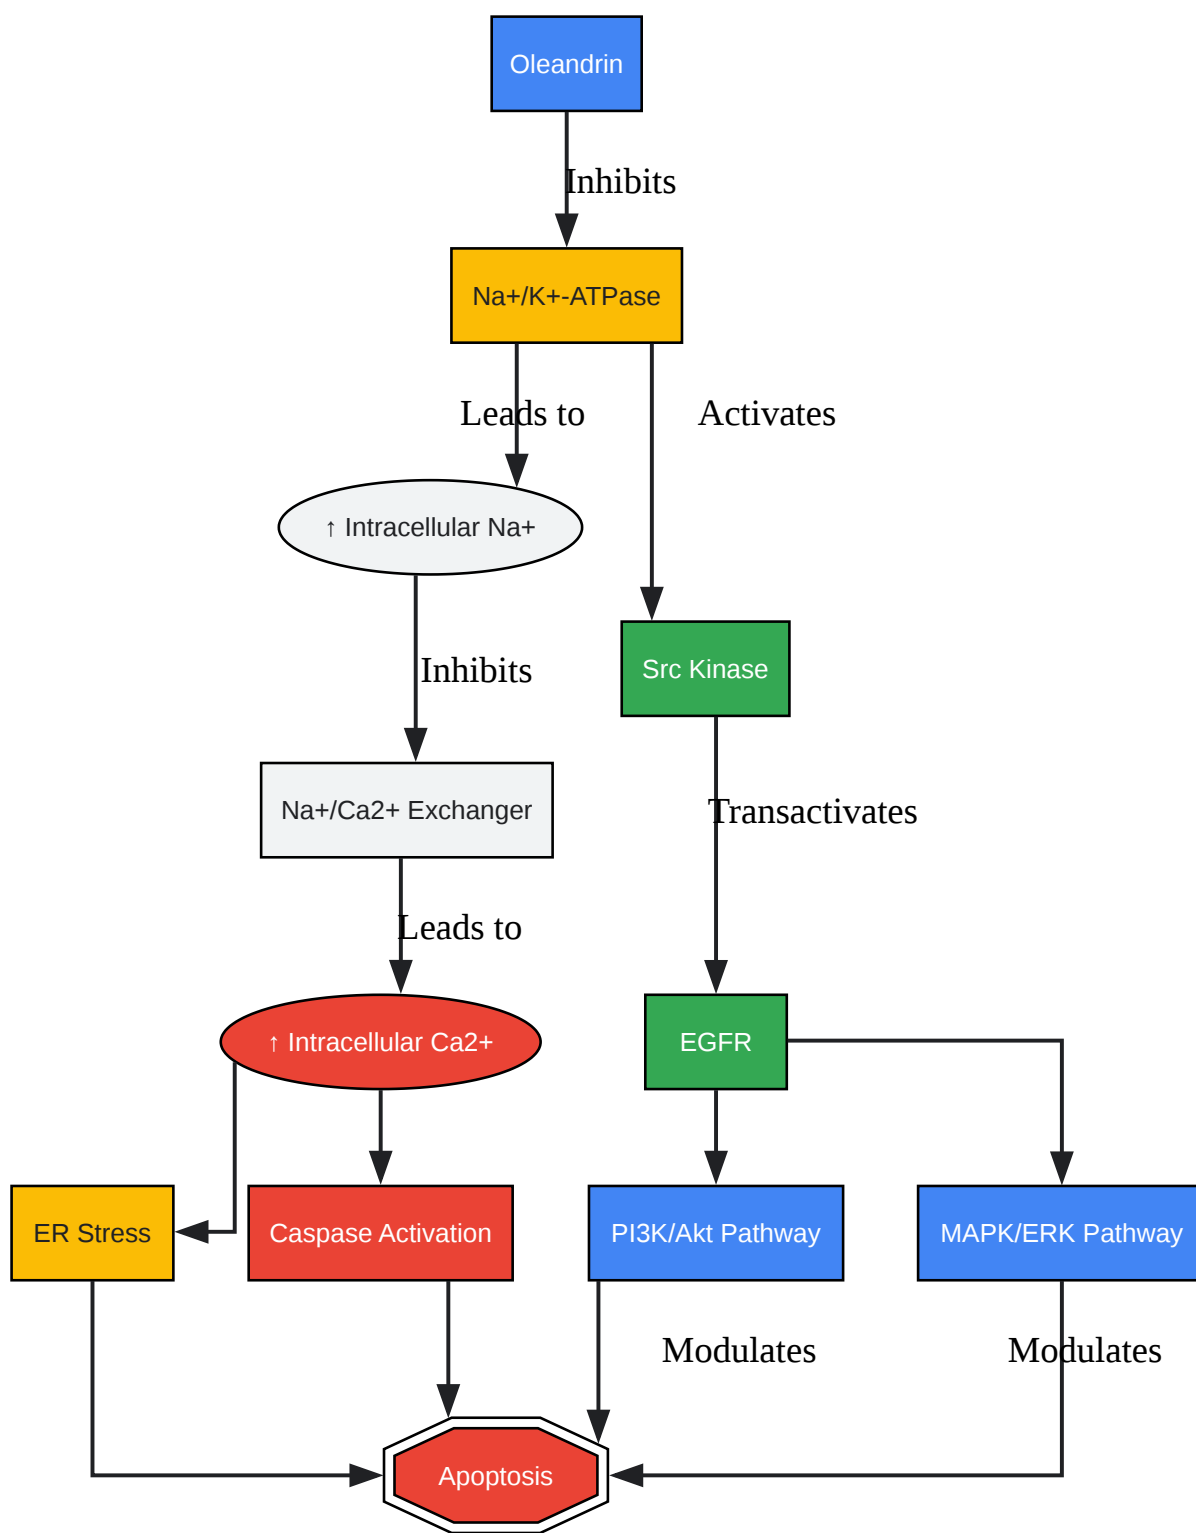 Oleandrin
Inhibits
Na+/K+-ATPase
Leads to
Activates
↑ Intracellular Na+
Inhibits
Src Kinase
Na+/Ca2+ Exchanger
Transactivates
Leads to
↑ Intracellular Ca2+
EGFR
ER Stress
Caspase Activation
PI3K/Akt Pathway
MAPK/ERK Pathway
Modulates
Modulates
Apoptosis